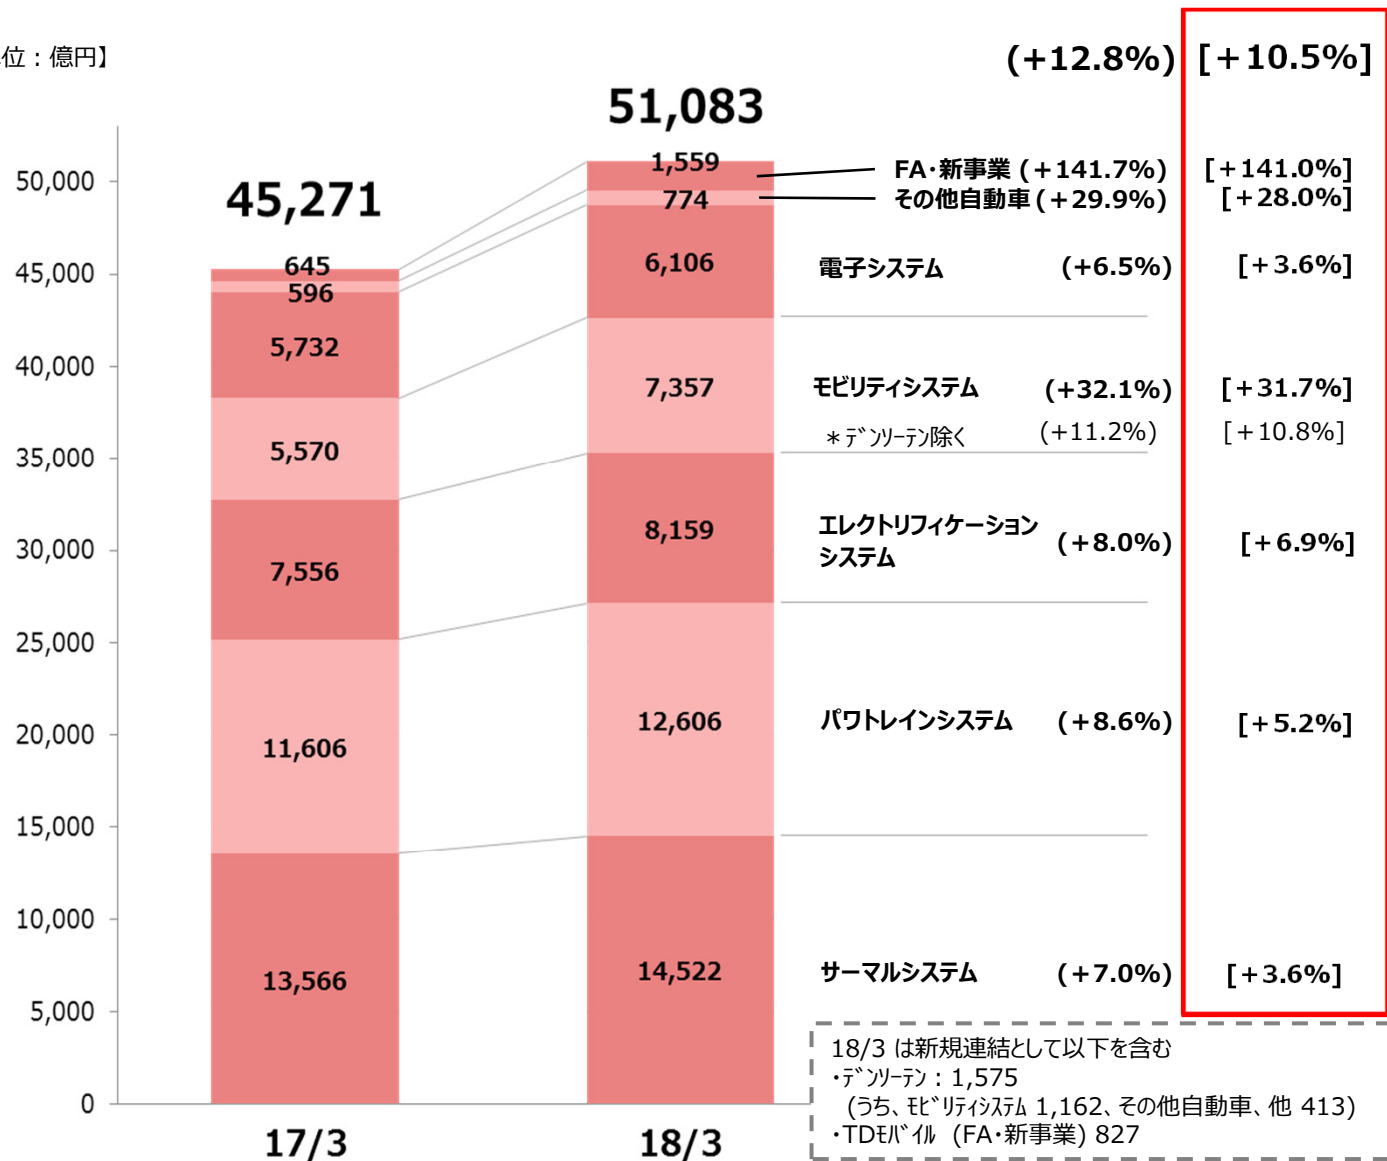 位：億円】
(+12.8%) [+10.5%]
51,083
45,271
50,000
45,000
40,000
35,000
30,000
25,000
20,000
15,000
10,000
5,000
0
645
596
5,732
5,570
7,556
11,606
13,566
1,559
774
6,106
7,357
8,159
12,606
14,522
FA・新事業 (+141.7%) [+141.0%]
その他自動車 (+29.9%) [+28.0%]
電子システム (+6.5%) [+3.6%]
モビリティシステム (+32.1%) [+31.7%]
＊ﾃﾞﾝｿｰﾃﾝ除く (+11.2%) [+10.8%]
エレクトリフィケーション
システム (+8.0%) [+6.9%]
パワトレインシステム (+8.6%) [+5.2%]
サーマルシステム (+7.0%) [+3.6%]
17/3
18/3
18/3 は新規連結として以下を含む
・ﾃﾞﾝｿｰﾃﾝ：1,575
(うち、ﾓﾋﾞﾘﾃｨｼｽﾃﾑ 1,162、その他自動車、他 413)
・TDﾓﾊﾞｲﾙ (FA・新事業) 827